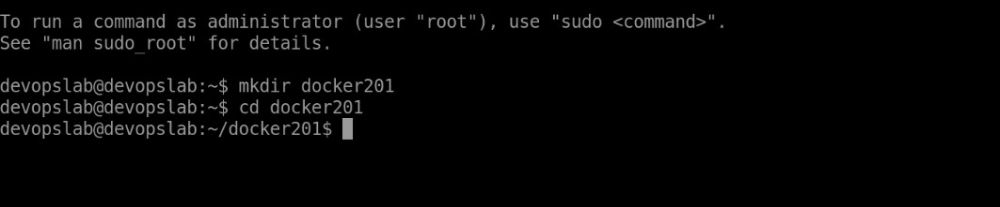 To run a command as administrator (user "root"), use "sudo <command>".
See "man sudo_root" for details.
devopslab@devopslab:~$ mkdir docker201
devopslab@devopslab:~$ cd docker201
devopslab@devopslab:~/docker201$